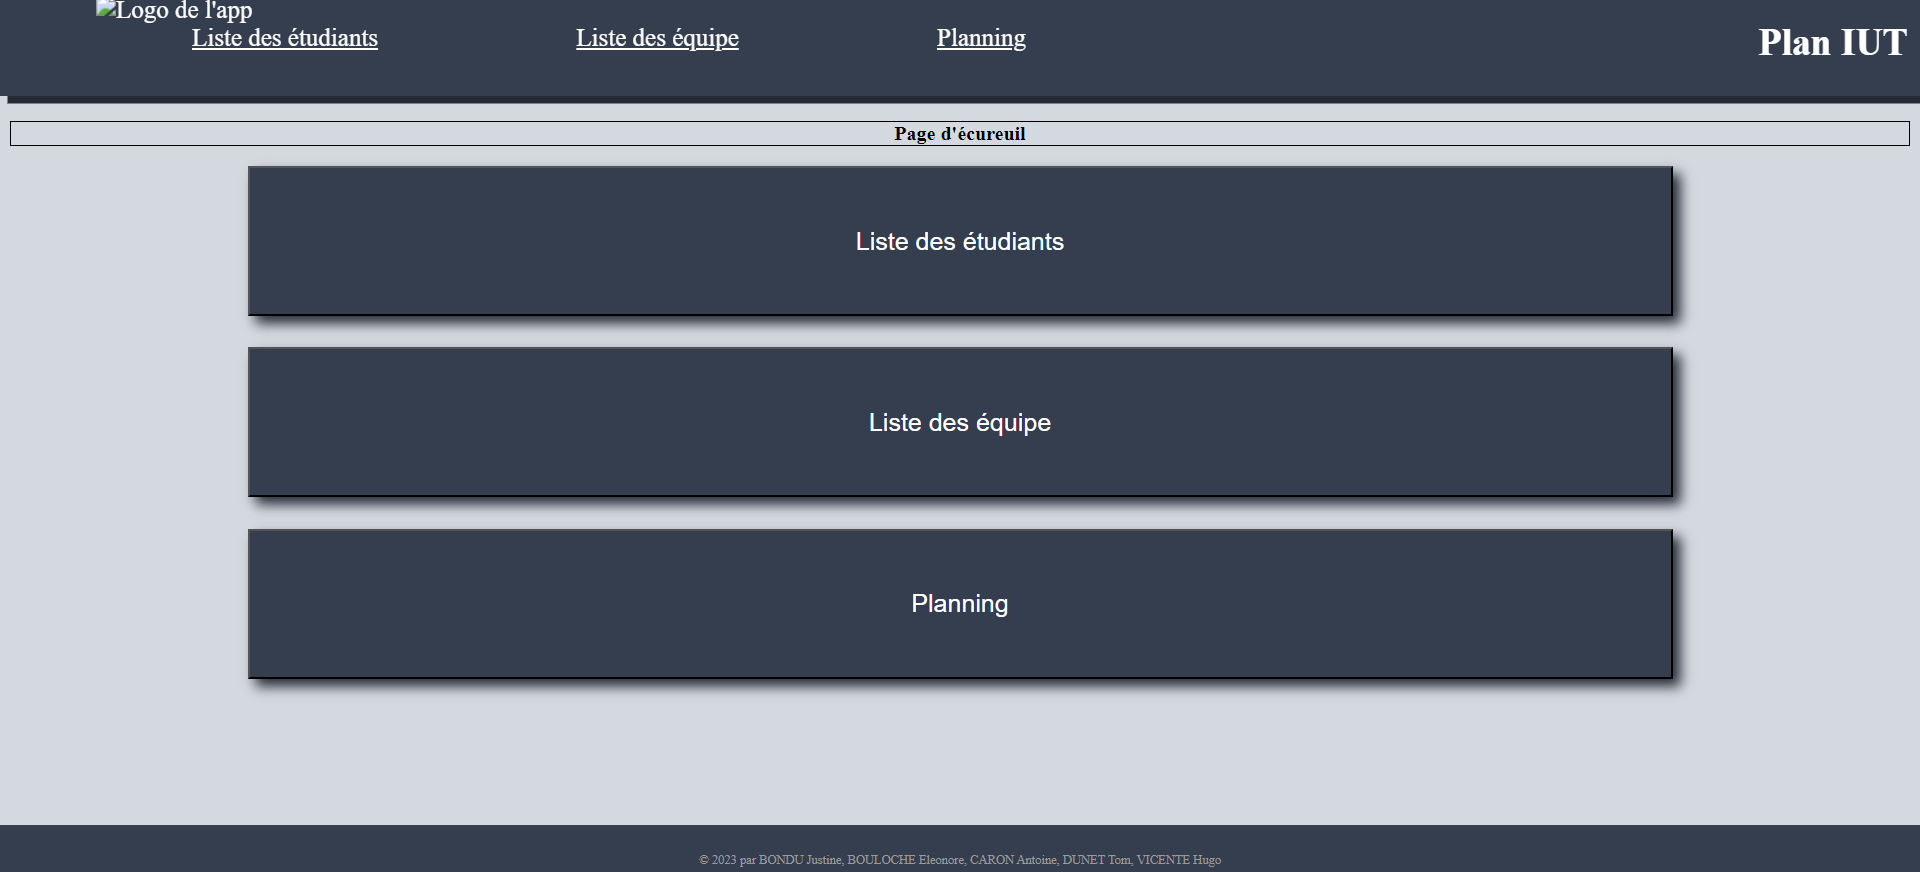 Logo de l'app
Liste des étudiants
Liste des équipe
Planning
Plan IUT
Page d'écureuil
Liste des étudiants
Liste des équipe
Planning
© 2023 par BONDU Justine, BOULOCHE Eleonore, CARON Antoine, DUNET Tom, VICENTE Hugo